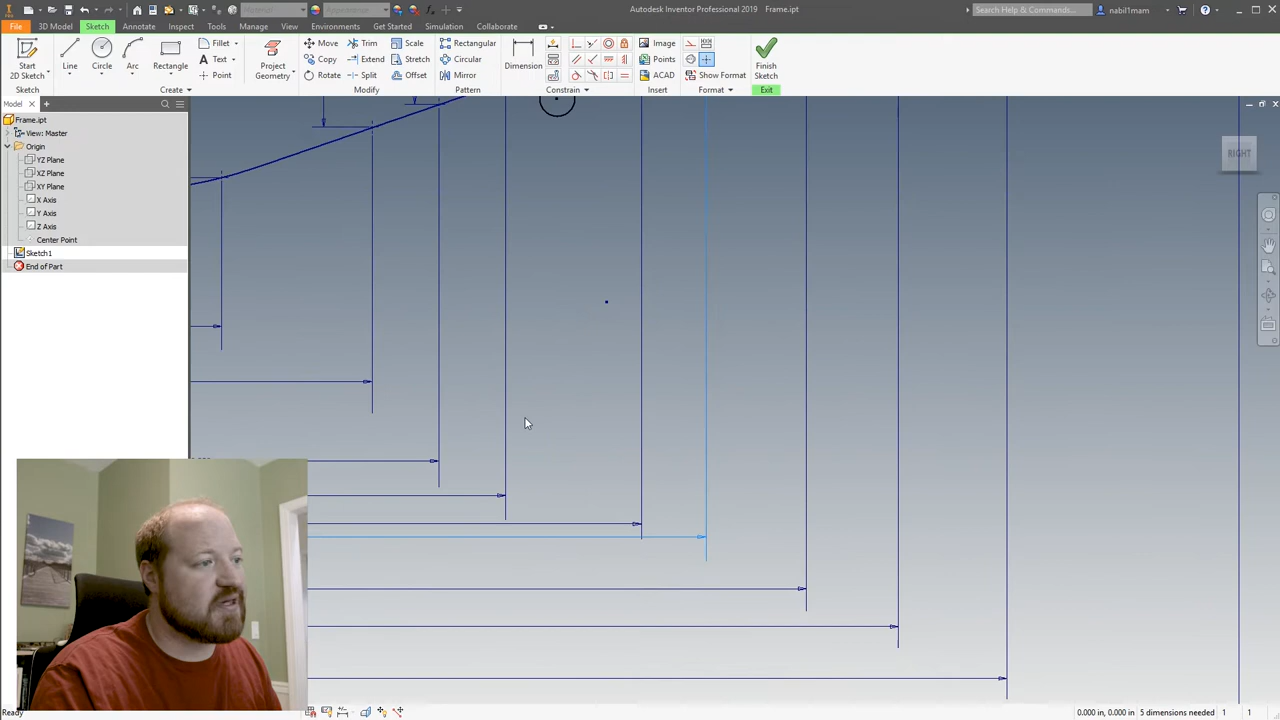 Autodesk Inventor Professional 2019 Frame.ipt
Search Help & Commands...
nabil1mam
File 3D Model Sketch Annotate Inspect Tools Manage View Environments Get Started Simulation Collaborate
Start
2D Sketch
Line Circle Arc Rectangle
Fillet
Text
Point
Project
Geometry
Move Trim Scale
Copy Extend Stretch
Rotate Split Offset
Rectangular
Circular
Mirror
Dimension
Image
Points
ACAD
Show Format
Finish
Sketch
Sketch Create Modify Pattern Constrain Insert Format Exit
Model
Frame.ipt
View: Master
Origin
YZ Plane
XZ Plane
XY Plane
X Axis
Y Axis
Z Axis
Center Point
Sketch1
End of Part
RIGHT
Ready
0.000 in, 0.000 in 5 dimensions needed 1 1